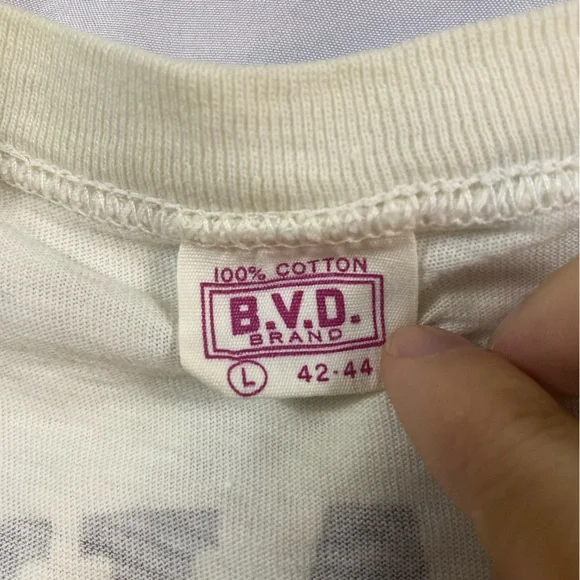 100% COTTON
B.V.D.
BRAND
L 42-44